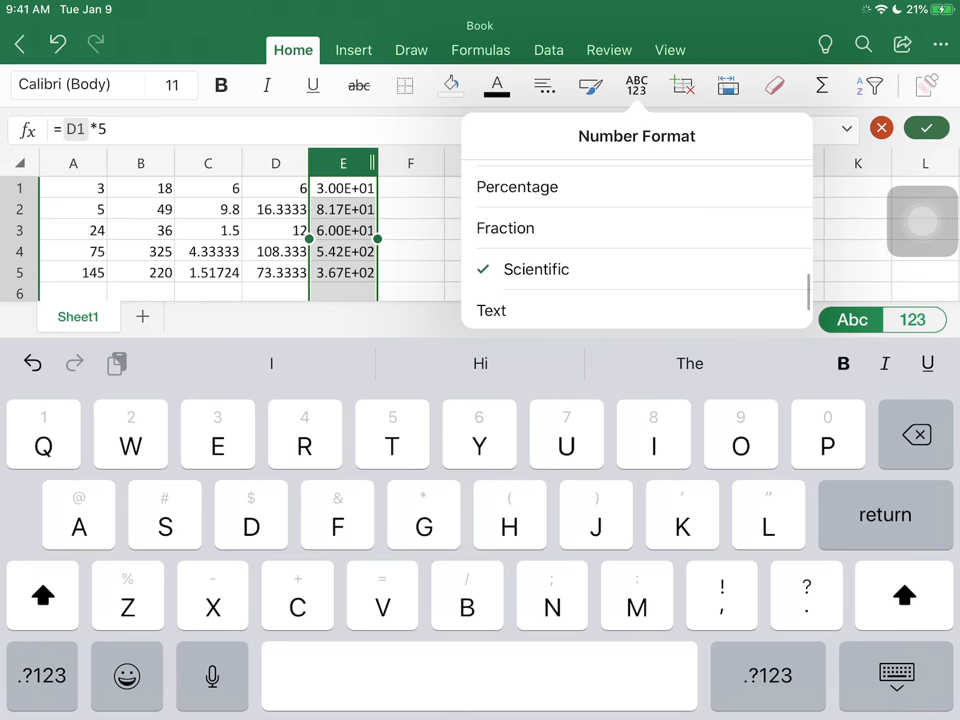 9:41 AM Tue Jan 9 21%
Book
Home Insert Draw Formulas Data Review View
Calibri (Body) 11 B I U abc A ABC 123 Σ A Z
fx = D1 *5
Number Format
Percentage
Fraction
Scientific
Text
A B C D E F K L
1 3 18 6 6 3.00E+01
2 5 49 9.8 16.3333 8.17E+01
3 24 36 1.5 12 6.00E+01
4 75 325 4.33333 108.333 5.42E+02
5 145 220 1.51724 73.3333 3.67E+02
6
Sheet1 + Abc 123
I Hi The B I U
1 2 3 4 5 6 7 8 9 0
Q W E R T Y U I O P
@ # $ & * ( ) ' "
A S D F G H J K L return
% - + = / ; : ! ?
Z X C V B N M , .
.?123 .?123